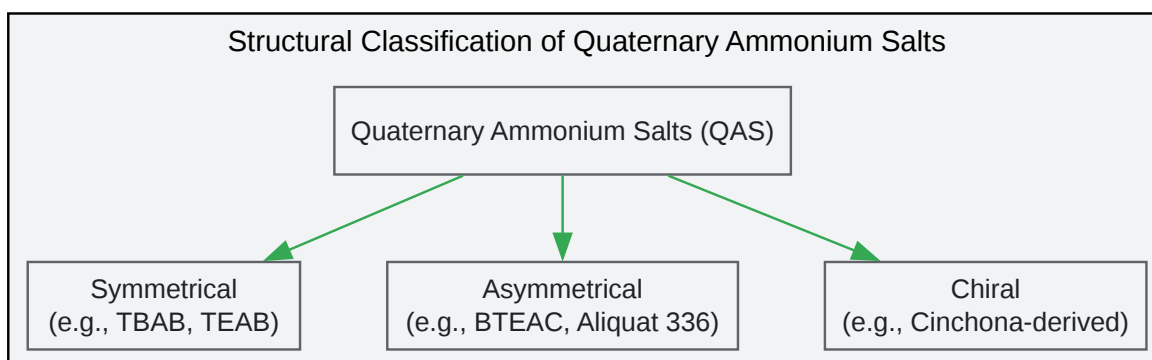 Structural Classification of Quaternary Ammonium Salts
Quaternary Ammonium Salts (QAS)
Symmetrical
(e.g., TBAB, TEAB)
Asymmetrical
(e.g., BTEAC, Aliquat 336)
Chiral
(e.g., Cinchona-derived)